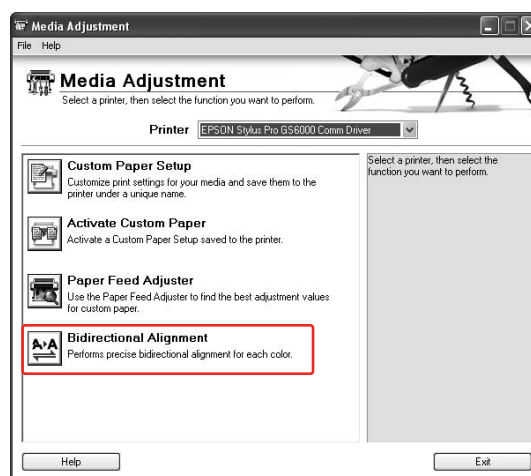 Media Adjustment
File Help
Media Adjustment
Select a printer, then select the function you want to perform.
Printer EPSON Stylus Pro GS6000 Comm Driver
Custom Paper Setup
Customize print settings for your media and save them to the
printer under a unique name.
Activate Custom Paper
Activate a Custom Paper Setup saved to the printer.
Paper Feed Adjuster
Use the Paper Feed Adjuster to find the best adjustment values
for custom paper.
A A
Bidirectional Alignment
Performs precise bidirectional alignment for each color.
Select a printer, then select the
function you want to perform.
Help
Exit